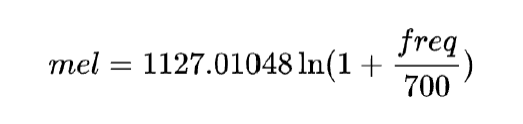 mel = 1127.01048 ln(1 + freq/700)